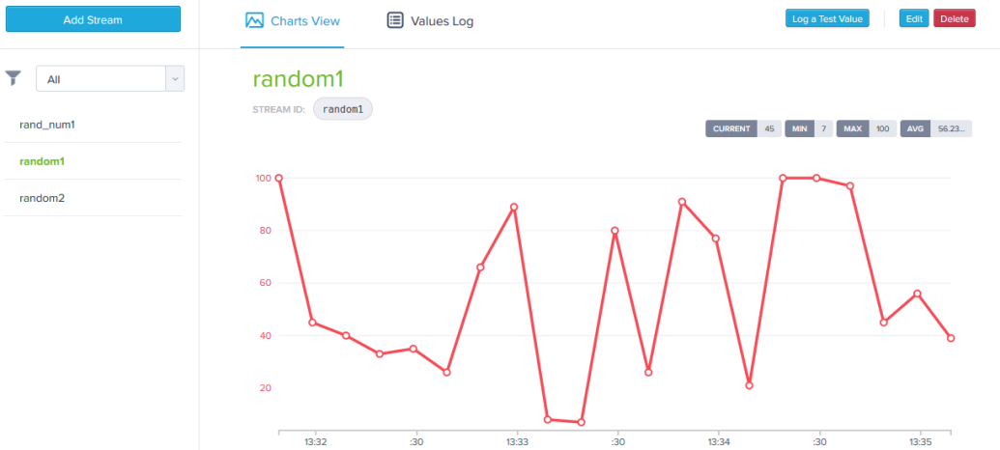 Add Stream
Charts View
Values Log
Log a Test Value
Edit
Delete
All
rand_num1
random1
random2
random1
STREAM ID: random1
CURRENT 45 MIN 7 MAX 100 AVG 56.23...
100
80
60
40
20
13:32 :30 13:33 :30 13:34 :30 13:35